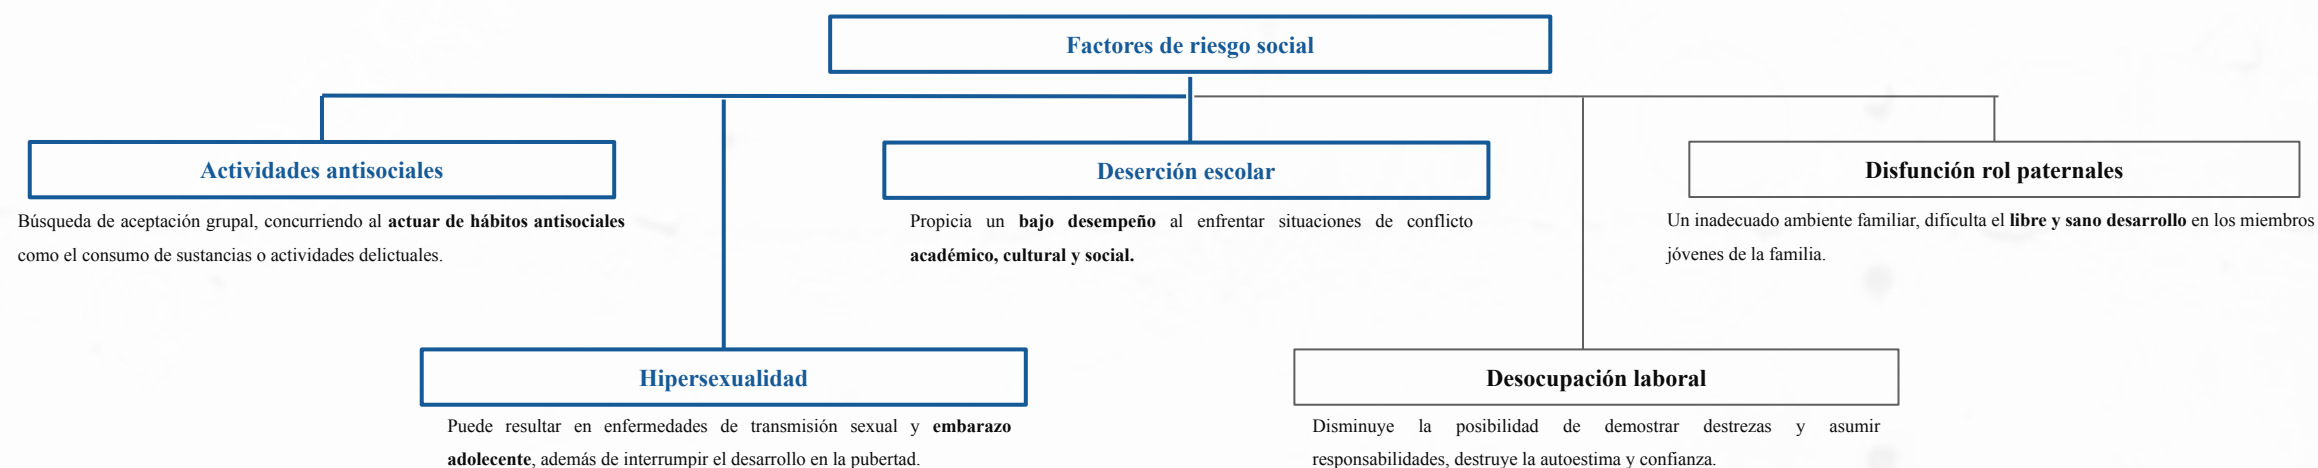 Factores de riesgo social
Actividades antisociales
Búsqueda de aceptación grupal, concurriendo al actuar de hábitos antisociales
como el consumo de sustancias o actividades delictuales.
Deserción escolar
Propicia un bajo desempeño al enfrentar situaciones de conflicto
académico, cultural y social.
Disfunción rol paternales
Un inadecuado ambiente familiar, dificulta el libre y sano desarrollo en los miembros
jóvenes de la familia.
Hipersexualidad
Puede resultar en enfermedades de transmisión sexual y embarazo
adolecente, además de interrumpir el desarrollo en la pubertad.
Desocupación laboral
Disminuye la posibilidad de demostrar destrezas y asumir
responsabilidades, destruye la autoestima y confianza.